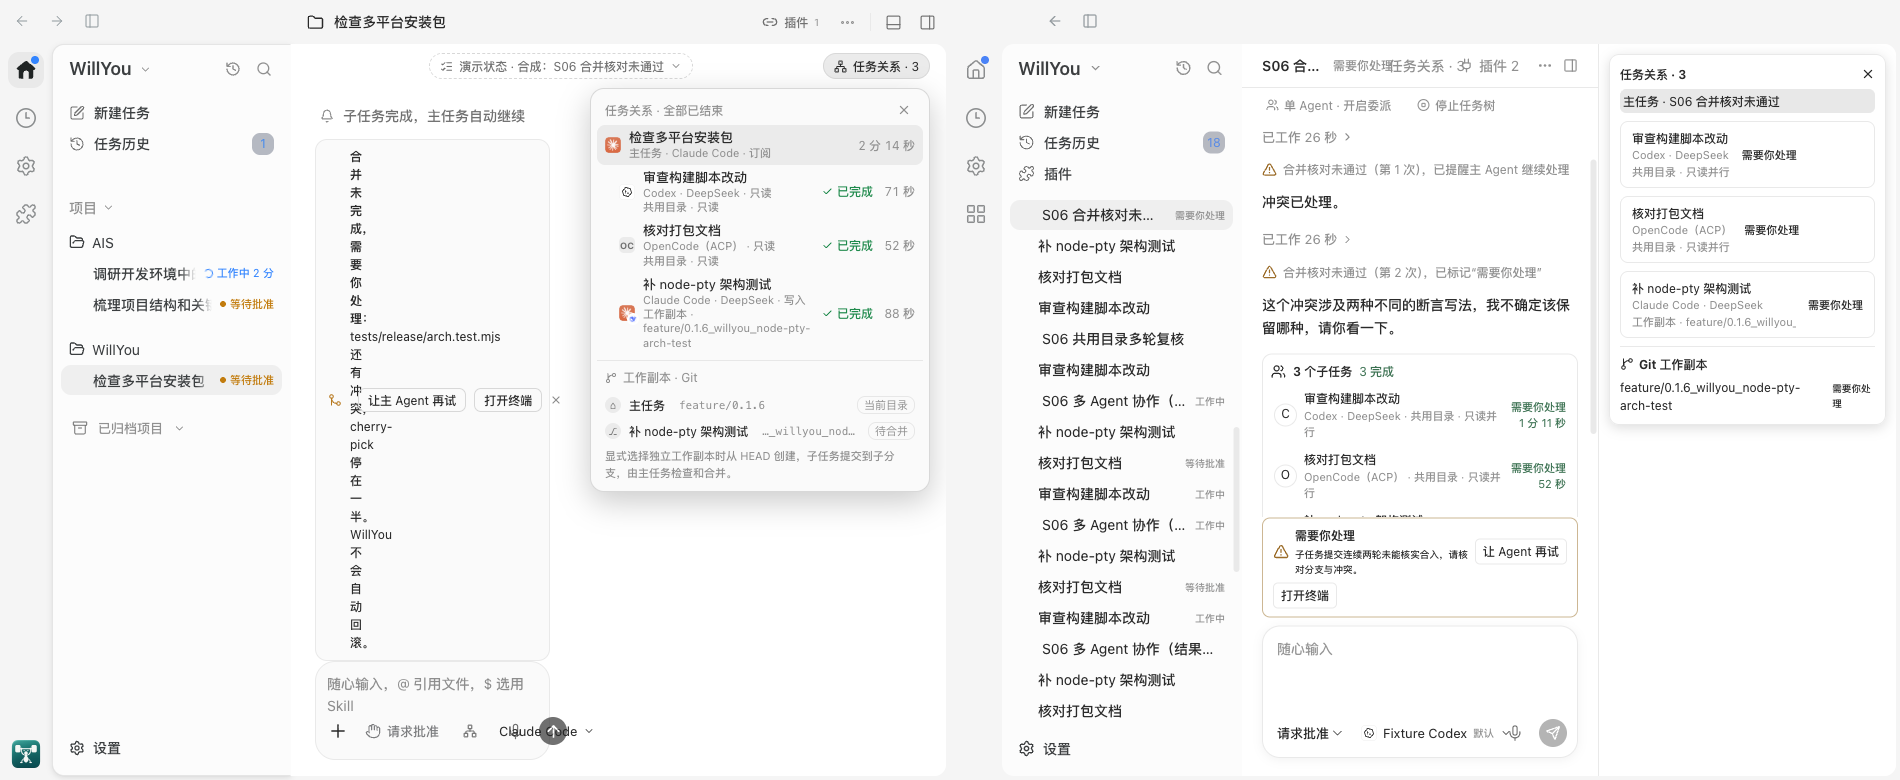 检查多平台安装包
插件 1
WillYou
新建任务
任务历史
1
项目
AIS
调研开发环境中
工作中 2 分
梳理项目结构和关
等待批准
WillYou
检查多平台安装包
等待批准
已归档项目
设置
演示状态 · 合成：S06 合并核对未通过
任务关系 · 3
子任务完成，主任务自动继续
合
并
未
完
成，
需
要
你
处
理：
tests/release/arch.test.mjs
还
有
冲
突，
cherry-
pick
停
在
一
半。
WillYou
不
会
自
动
回
滚。
让主 Agent 再试
打开终端
随心输入，@ 引用文件，$ 选用
Skill
请求批准
Claude Code
任务关系 · 全部已结束
检查多平台安装包
主任务 · Claude Code · 订阅
2 分 14 秒
审查构建脚本改动
Codex · DeepSeek · 只读
共用目录 · 只读
已完成 71 秒
核对打包文档
OC
OpenCode（ACP） · 只读
共用目录 · 只读
已完成 52 秒
补 node-pty 架构测试
Claude Code · DeepSeek · 写入
工作副本 ·
feature/0.1.6_willyou_node-pty-
arch-test
已完成 88 秒
工作副本 · Git
主任务 feature/0.1.6
当前目录
补 node-pty 架构测试 …_willyou_nod…
待合并
显式选择独立工作副本时从 HEAD 创建，子任务提交到子分
支，由主任务检查和合并。
WillYou
新建任务
任务历史
18
插件
S06 合并核对未...
需要你处理
补 node-pty 架构测试
核对打包文档
审查构建脚本改动
S06 共用目录多轮复核
审查构建脚本改动
S06 多 Agent 协作（...
工作中
补 node-pty 架构测试
核对打包文档
等待批准
审查构建脚本改动
工作中
S06 多 Agent 协作（...
工作中
补 node-pty 架构测试
核对打包文档
等待批准
审查构建脚本改动
工作中
S06 多 Agent 协作（结果...
补 node-pty 架构测试
核对打包文档
设置
S06 合...
需要你处理
任务关系 · 3
插件 2
单 Agent · 开启委派
停止任务树
已工作 26 秒
合并核对未通过（第 1 次），已提醒主 Agent 继续处理
冲突已处理。
已工作 26 秒
合并核对未通过（第 2 次），已标记“需要你处理”
这个冲突涉及两种不同的断言写法，我不确定该保
留哪种，请你看一下。
3 个子任务 3 完成
C
审查构建脚本改动
Codex · DeepSeek · 共用目录 · 只读并
行
需要你处理
1 分 11 秒
O
核对打包文档
OpenCode（ACP） · 共用目录 · 只读并
行
需要你处理
52 秒
需要你处理
子任务提交连续两轮未能核实合入，请核
对分支与冲突。
让 Agent 再试
打开终端
随心输入
请求批准
Fixture Codex 默认
任务关系 · 3
主任务 · S06 合并核对未通过
审查构建脚本改动
Codex · DeepSeek
需要你处理
共用目录 · 只读并行
核对打包文档
OpenCode（ACP）
需要你处理
共用目录 · 只读并行
补 node-pty 架构测试
Claude Code · DeepSeek
需要你处理
工作副本 · feature/0.1.6_willyou_
Git 工作副本
feature/0.1.6_willyou_node-pty-
arch-test
需要你处
理